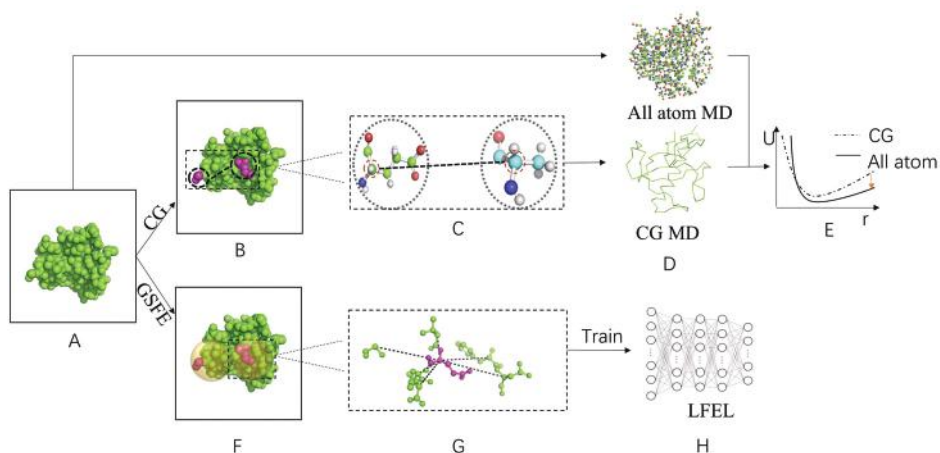 All atom MD
U
CG
All atom
r
E
CG
B
C
CG MD
D
A
GSFE
Train
LFEL
F
G
H